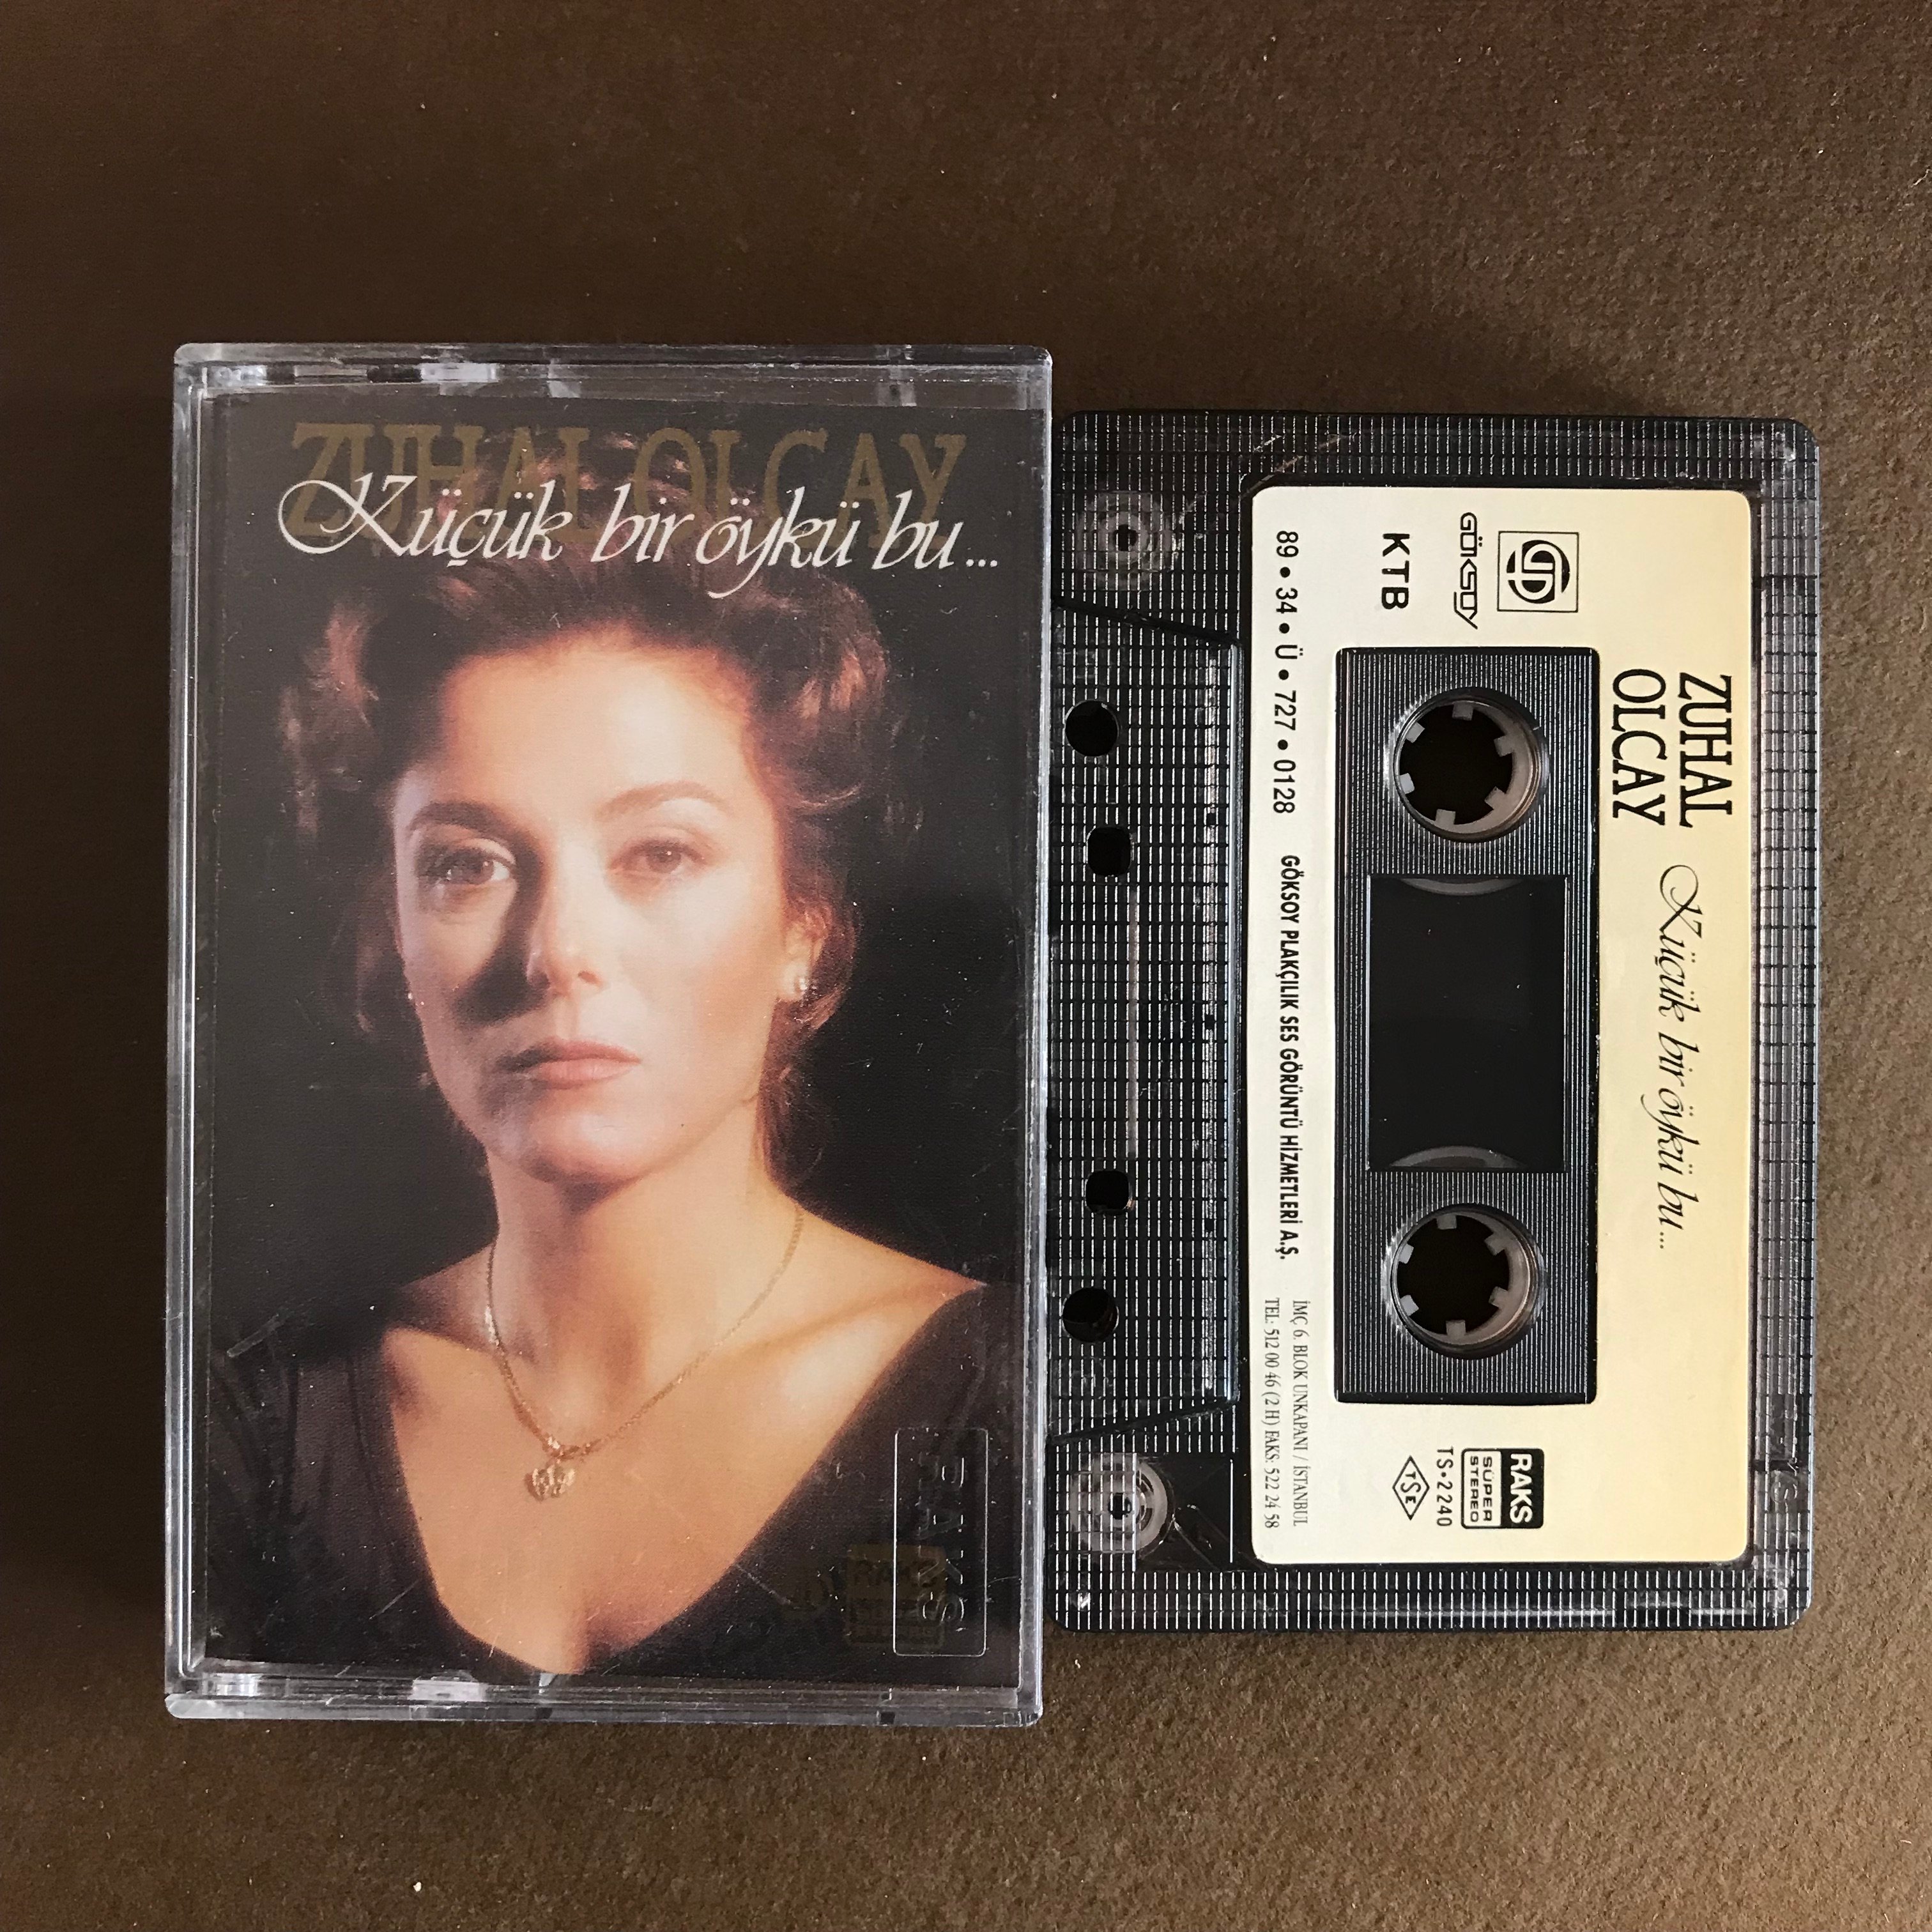 ZUHAL OLCAY
Küçük bir öykü bu...
RAKS
RAKS
STEREO
ZUHAL
OLCAY
Küçük bir öykü bu...
GÖKSOY
KTB
89 • 34 • Ü • 727 • 0128
GÖKSOY PLAKÇILIK SES GÖRÜNTÜ HİZMETLERİ A.Ş.
İMÇ 6. BLOK UNKAPANI / İSTANBUL
TEL: 512 00 46 (2 H) FAKS: 522 24 58
RAKS
SÜPER
STEREO
TS•2240
TSE